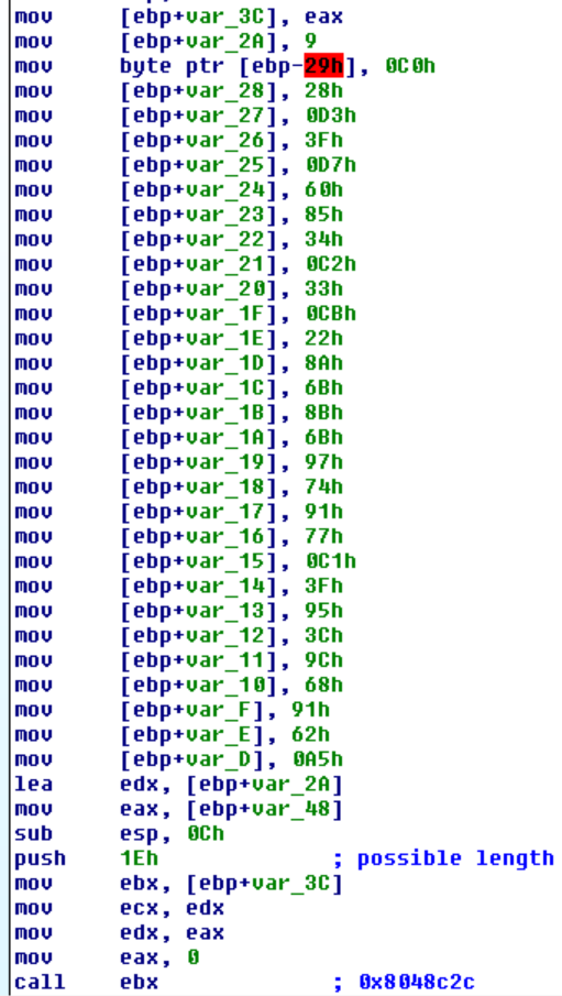 mov [ebp+var_3C], eax
mov [ebp+var_2A], 9
mov byte ptr [ebp-29h], 0C0h
mov [ebp+var_28], 28h
mov [ebp+var_27], 0D3h
mov [ebp+var_26], 3Fh
mov [ebp+var_25], 0D7h
mov [ebp+var_24], 60h
mov [ebp+var_23], 85h
mov [ebp+var_22], 34h
mov [ebp+var_21], 0C2h
mov [ebp+var_20], 33h
mov [ebp+var_1F], 0CBh
mov [ebp+var_1E], 22h
mov [ebp+var_1D], 8Ah
mov [ebp+var_1C], 6Bh
mov [ebp+var_1B], 8Bh
mov [ebp+var_1A], 6Bh
mov [ebp+var_19], 97h
mov [ebp+var_18], 74h
mov [ebp+var_17], 91h
mov [ebp+var_16], 77h
mov [ebp+var_15], 0C1h
mov [ebp+var_14], 3Fh
mov [ebp+var_13], 95h
mov [ebp+var_12], 3Ch
mov [ebp+var_11], 9Ch
mov [ebp+var_10], 68h
mov [ebp+var_F], 91h
mov [ebp+var_E], 62h
mov [ebp+var_D], 0A5h
lea edx, [ebp+var_2A]
mov eax, [ebp+var_48]
sub esp, 0Ch
push 1Eh ; possible length
mov ebx, [ebp+var_3C]
mov ecx, edx
mov edx, eax
mov eax, 0
call ebx ; 0x8048c2c